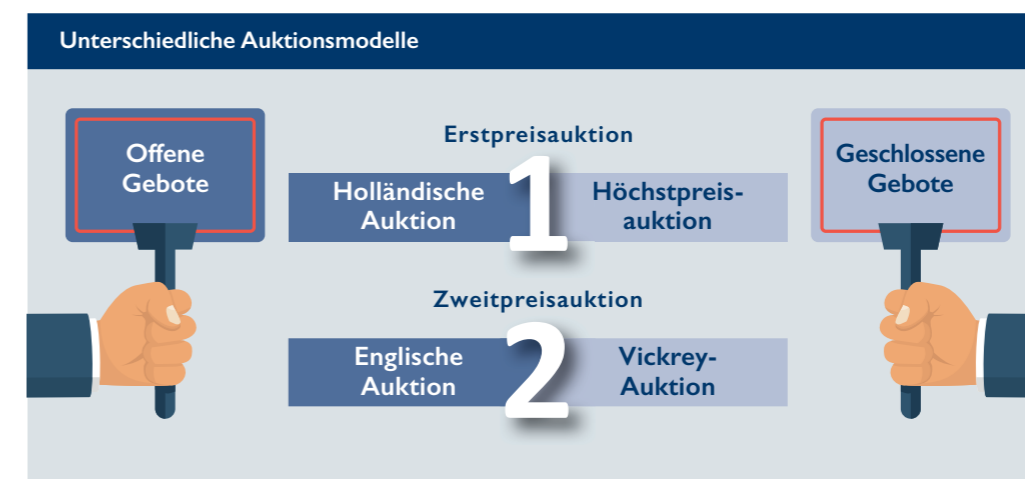 Unterschiedliche Auktionsmodelle
Offene
Gebote
Erstpreisauktion
Holländische
Auktion
1
Höchstpreis-
auktion
Geschlossene
Gebote
Zweitpreisauktion
Englische
Auktion
2
Vickrey-
Auktion